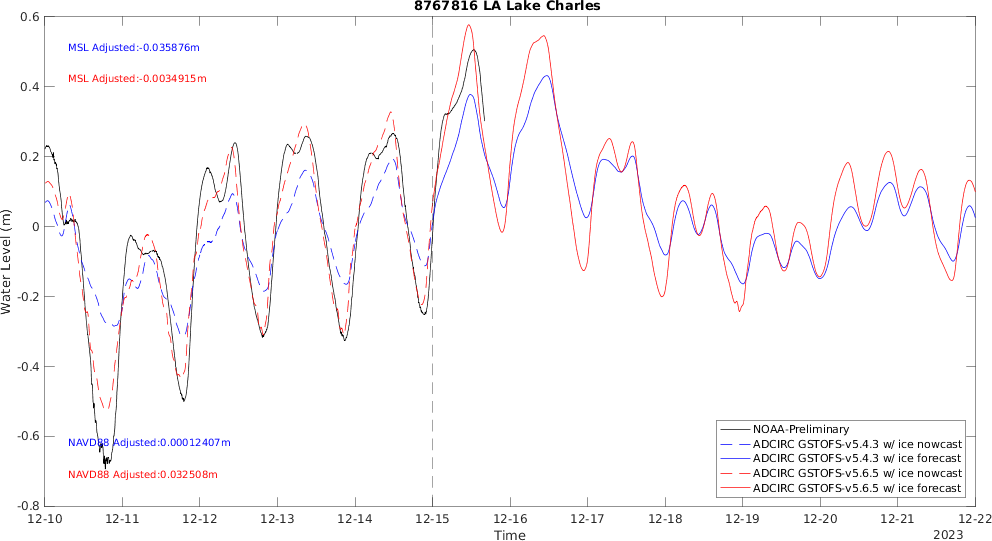 8767816 LA Lake Charles
MSL Adjusted:-0.035876m
MSL Adjusted:-0.0034915m
NAVD88 Adjusted:0.00012407m
NAVD88 Adjusted:0.032508m
Water Level (m)
0.6
0.4
0.2
0
-0.2
-0.4
-0.6
-0.8
NOAA-Preliminary
ADCIRC GSTOFS-v5.4.3 w/ ice nowcast
ADCIRC GSTOFS-v5.4.3 w/ ice forecast
ADCIRC GSTOFS-v5.6.5 w/ ice nowcast
ADCIRC GSTOFS-v5.6.5 w/ ice forecast
12-10 12-11 12-12 12-13 12-14 12-15 12-16 12-17 12-18 12-19 12-20 12-21 12-22
Time
2023